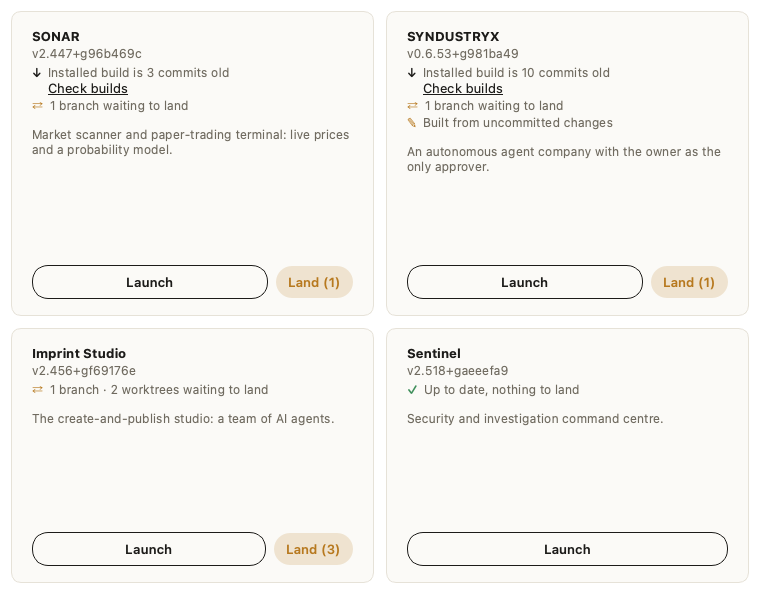 SONAR
v2.447+g96b469c
↓ Installed build is 3 commits old
Check builds
⇄ 1 branch waiting to land
Market scanner and paper-trading terminal: live prices
and a probability model.
Launch
Land (1)
SYNDUSTRYX
v0.6.53+g981ba49
↓ Installed build is 10 commits old
Check builds
⇄ 1 branch waiting to land
✎ Built from uncommitted changes
An autonomous agent company with the owner as the
only approver.
Launch
Land (1)
Imprint Studio
v2.456+gf69176e
⇄ 1 branch · 2 worktrees waiting to land
The create-and-publish studio: a team of AI agents.
Launch
Land (3)
Sentinel
v2.518+gaeeefa9
✓ Up to date, nothing to land
Security and investigation command centre.
Launch